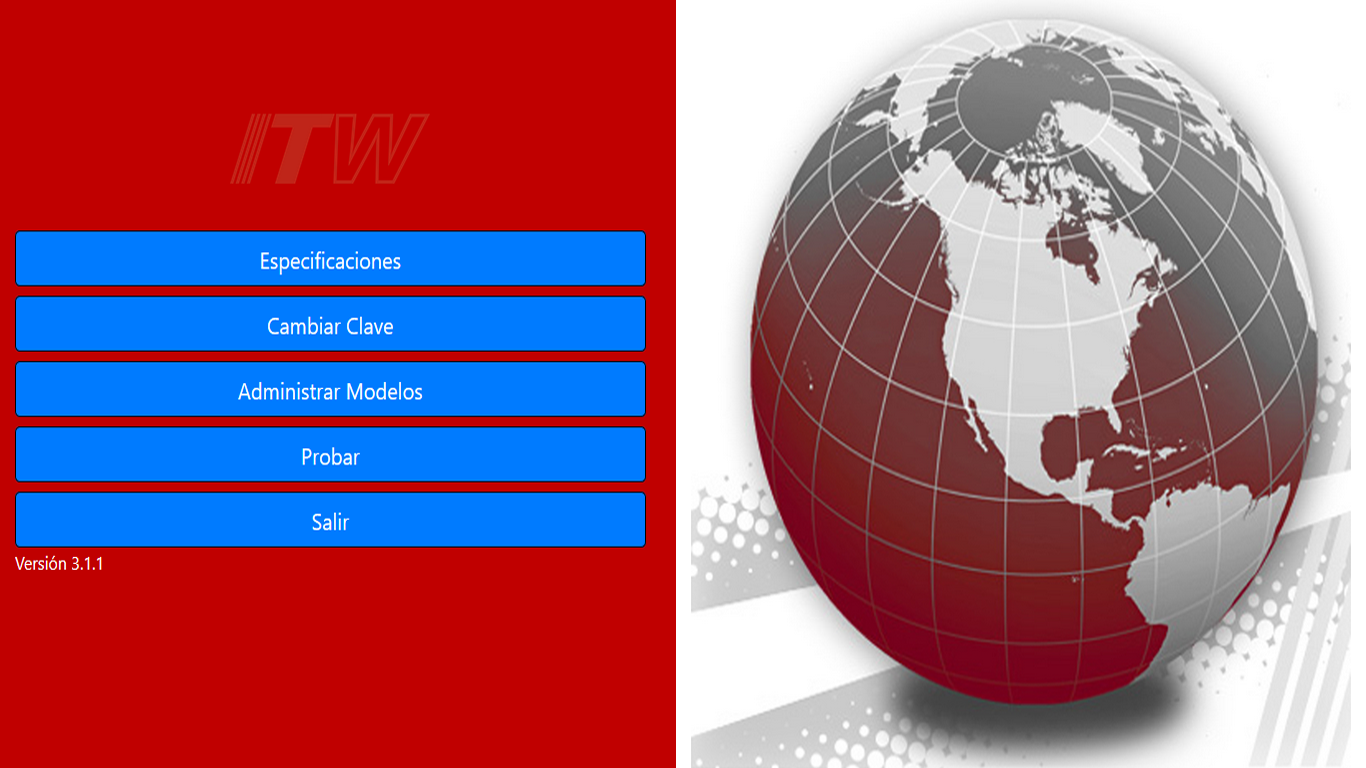 ITW
Especificaciones
Cambiar Clave
Administrar Modelos
Probar
Salir
Versión 3.1.1